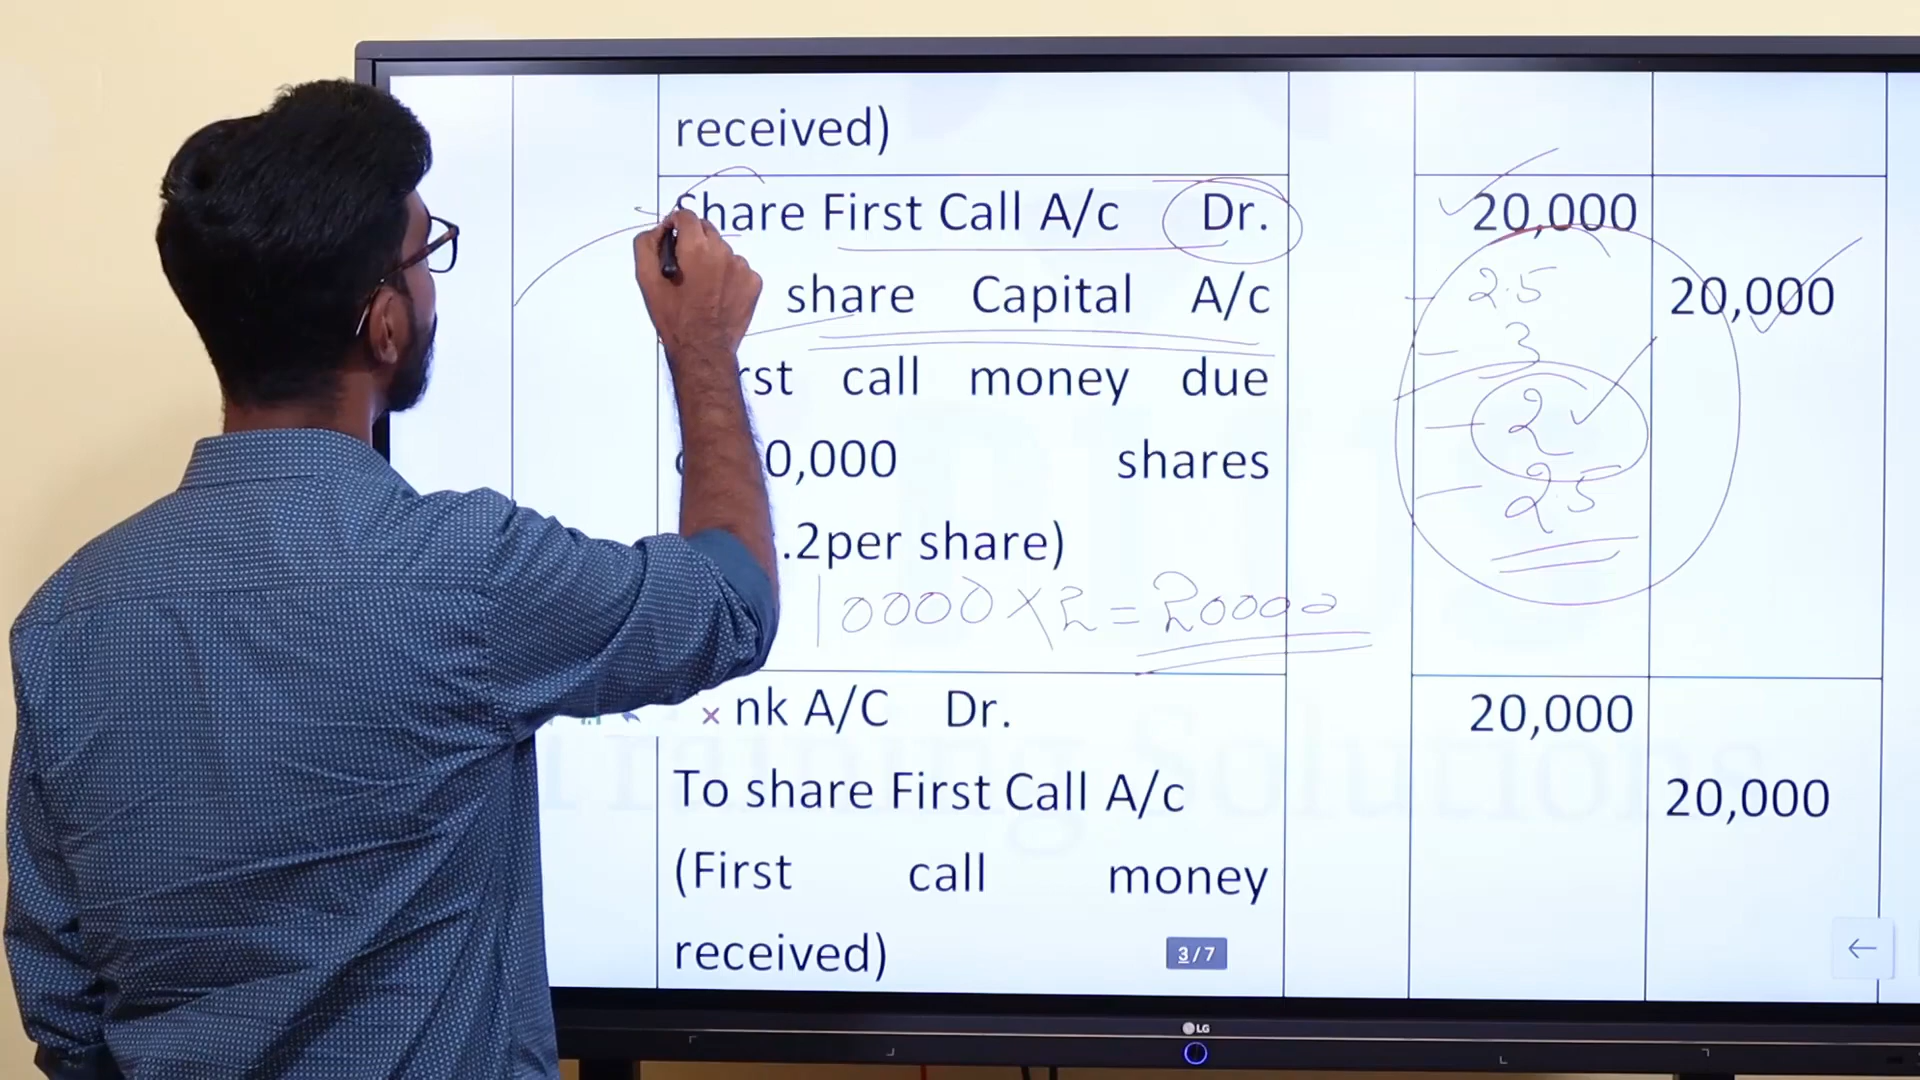 received)
Share First Call A/c Dr. 20,000
share Capital A/c 20,000
2.5
3
call money due
2
0,000 shares
2.5
.2per share)
10000 × 2 = 20000
nk A/C Dr. 20,000
To share First Call A/c 20,000
(First call money
received)
3/7
Training Solutions
LG